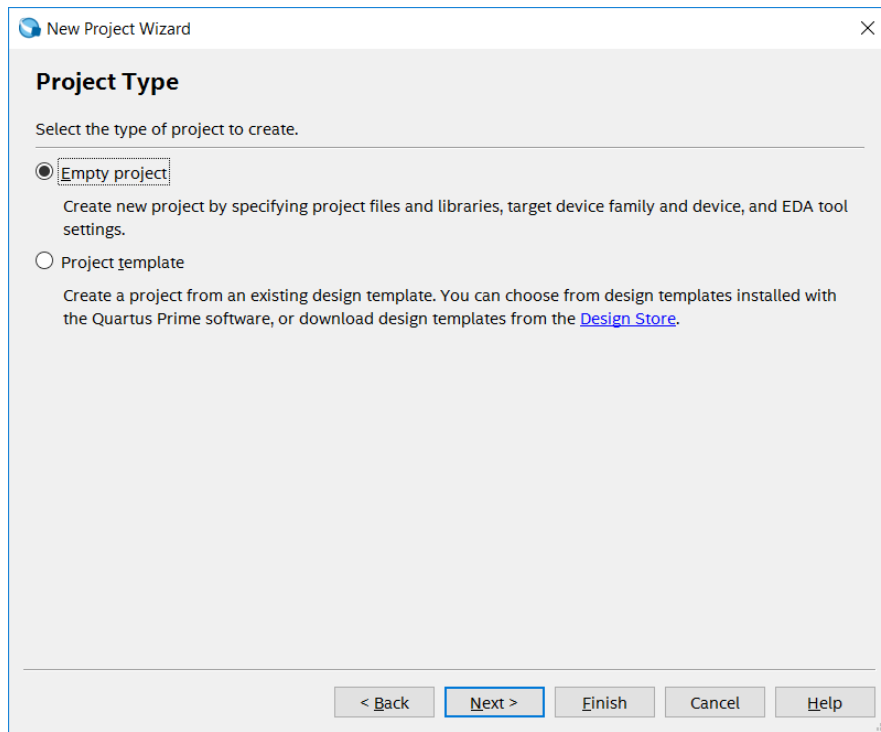 New Project Wizard
Project Type
Select the type of project to create.
Empty project
Create new project by specifying project files and libraries, target device family and device, and EDA tool
settings.
Project template
Create a project from an existing design template. You can choose from design templates installed with
the Quartus Prime software, or download design templates from the Design Store.
< Back Next > Finish Cancel Help